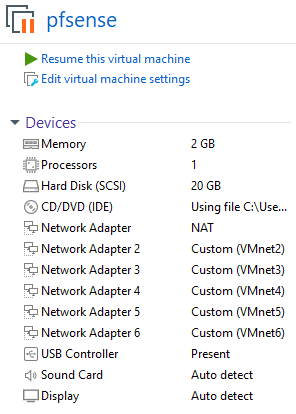 pfsense
Resume this virtual machine
Edit virtual machine settings
Devices
Memory 2 GB
Processors 1
Hard Disk (SCSI) 20 GB
CD/DVD (IDE) Using file C:\Use...
Network Adapter NAT
Network Adapter 2 Custom (VMnet2)
Network Adapter 3 Custom (VMnet3)
Network Adapter 4 Custom (VMnet4)
Network Adapter 5 Custom (VMnet5)
Network Adapter 6 Custom (VMnet6)
USB Controller Present
Sound Card Auto detect
Display Auto detect